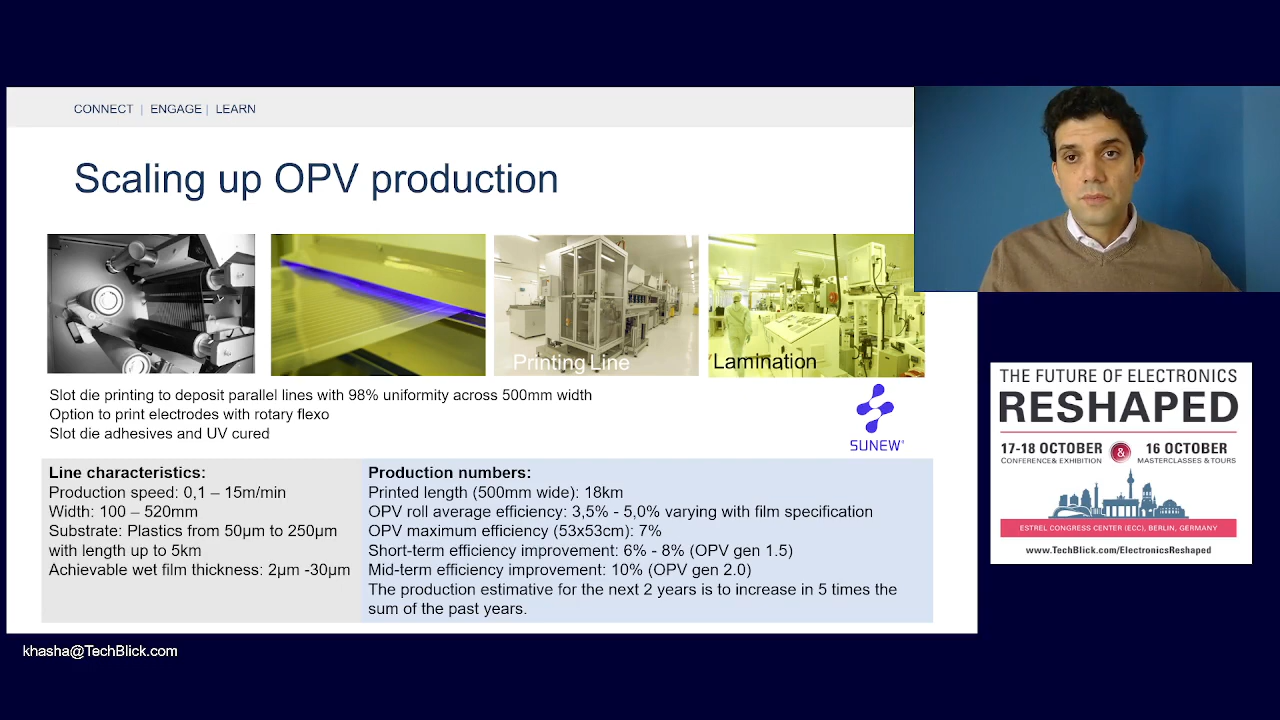 CONNECT | ENGAGE | LEARN
Scaling up OPV production
Printing Line
Lamination
Slot die printing to deposit parallel lines with 98% uniformity across 500mm width
Option to print electrodes with rotary flexo
Slot die adhesives and UV cured
SUNEW
Line characteristics:
Production speed: 0,1 – 15m/min
Width: 100 – 520mm
Substrate: Plastics from 50µm to 250µm
with length up to 5km
Achievable wet film thickness: 2µm -30µm
Production numbers:
Printed length (500mm wide): 18km
OPV roll average efficiency: 3,5% - 5,0% varying with film specification
OPV maximum efficiency (53x53cm): 7%
Short-term efficiency improvement: 6% - 8% (OPV gen 1.5)
Mid-term efficiency improvement: 10% (OPV gen 2.0)
The production estimative for the next 2 years is to increase in 5 times the
sum of the past years.
THE FUTURE OF ELECTRONICS
RESHAPED
17-18 OCTOBER & 16 OCTOBER
CONFERENCE & EXHIBITION MASTERCLASSES & TOURS
ESTREL CONGRESS CENTER (ECC), BERLIN, GERMANY
www.TechBlick.com/ElectronicsReshaped
khasha@TechBlick.com